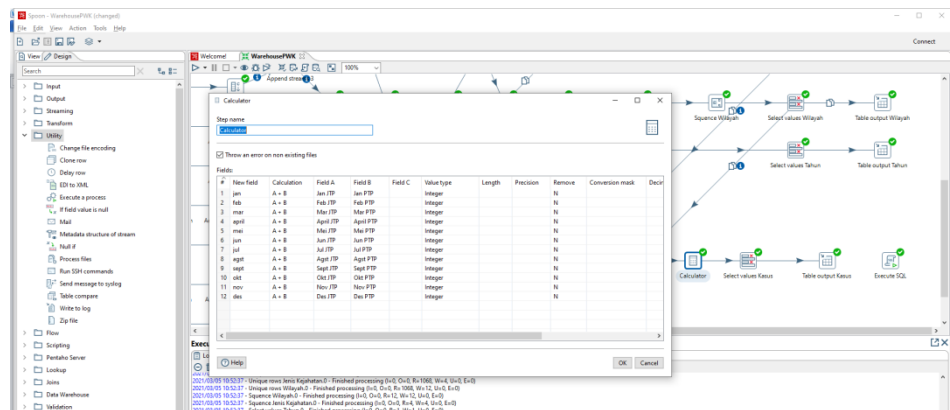 Spoon - WarehousePWK (changed)
File Edit View Action Tools Help
Connect
View Design
Welcome! WarehousePWK
Search
100%
Input
Output
Streaming
Transform
Utility
Change file encoding
Clone row
Delay row
EDI to XML
Execute a process
If field value is null
Mail
Metadata structure of stream
Null if
Process files
Run SSH commands
Send message to syslog
Table compare
Write to log
Zip file
Flow
Scripting
Pentaho Server
Lookup
Joins
Data Warehouse
Validation
Append streams 3
Calculator
Step name
Calculator
Throw an error on non existing files
Fields:
# New field Calculation Field A Field B Field C Value type Length Precision Remove Conversion mask Decim
1 jan A + B Jan JTP Jan PTP Integer N
2 feb A + B Feb JTP Feb PTP Integer N
3 mar A + B Mar JTP Mar PTP Integer N
4 april A + B April JTP April PTP Integer N
5 mei A + B Mei JTP Mei PTP Integer N
6 jun A + B Jun JTP Jun PTP Integer N
7 jul A + B Jul JTP Jul PTP Integer N
8 agst A + B Agst JTP Agst PTP Integer N
9 sept A + B Sept JTP Sept PTP Integer N
10 okt A + B Okt JTP Okt PTP Integer N
11 nov A + B Nov JTP Nov PTP Integer N
12 des A + B Des JTP Des PTP Integer N
Help
OK Cancel
Squence Wilayah Select values Wilayah Table output Wilayah
Select values Tahun Table output Tahun
Calculator Select values Kasus Table output Kasus Execute SQL
Execu
2021/03/05 10:52:37 - Unique rows Jenis Kejahatan.0 - Finished processing (I=0, O=0, R=1068, W=4, U=0, E=0)
2021/03/05 10:52:37 - Unique rows Wilayah.0 - Finished processing (I=0, O=0, R=1068, W=12, U=0, E=0)
2021/03/05 10:52:37 - Squence Wilayah.0 - Finished processing (I=0, O=0, R=12, W=12, U=0, E=0)
2021/03/05 10:52:37 - Squence Jenis Kejahatan.0 - Finished processing (I=0, O=0, R=4, W=4, U=0, E=0)